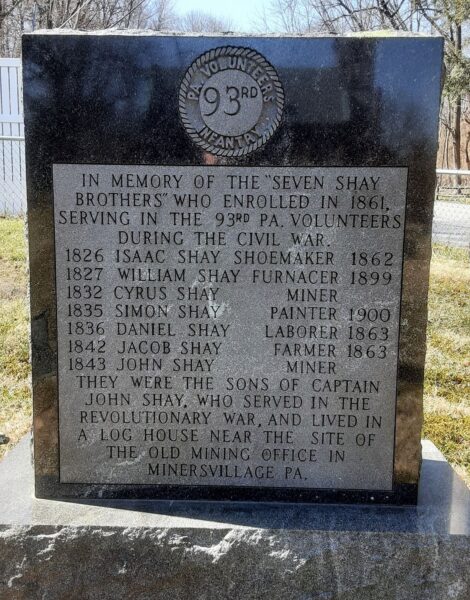 PA. VOLUNTEERS
93RD
INFANTRY
IN MEMORY OF THE "SEVEN SHAY
BROTHERS" WHO ENROLLED IN 1861,
SERVING IN THE 93RD PA. VOLUNTEERS
DURING THE CIVIL WAR.
1826 ISAAC SHAY SHOEMAKER 1862
1827 WILLIAM SHAY FURNACER 1899
1832 CYRUS SHAY MINER
1835 SIMON SHAY PAINTER 1900
1836 DANIEL SHAY LABORER 1863
1842 JACOB SHAY FARMER 1863
1843 JOHN SHAY MINER
THEY WERE THE SONS OF CAPTAIN
JOHN SHAY, WHO SERVED IN THE
REVOLUTIONARY WAR, AND LIVED IN
A LOG HOUSE NEAR THE SITE OF
THE OLD MINING OFFICE IN
MINERSVILLAGE PA.